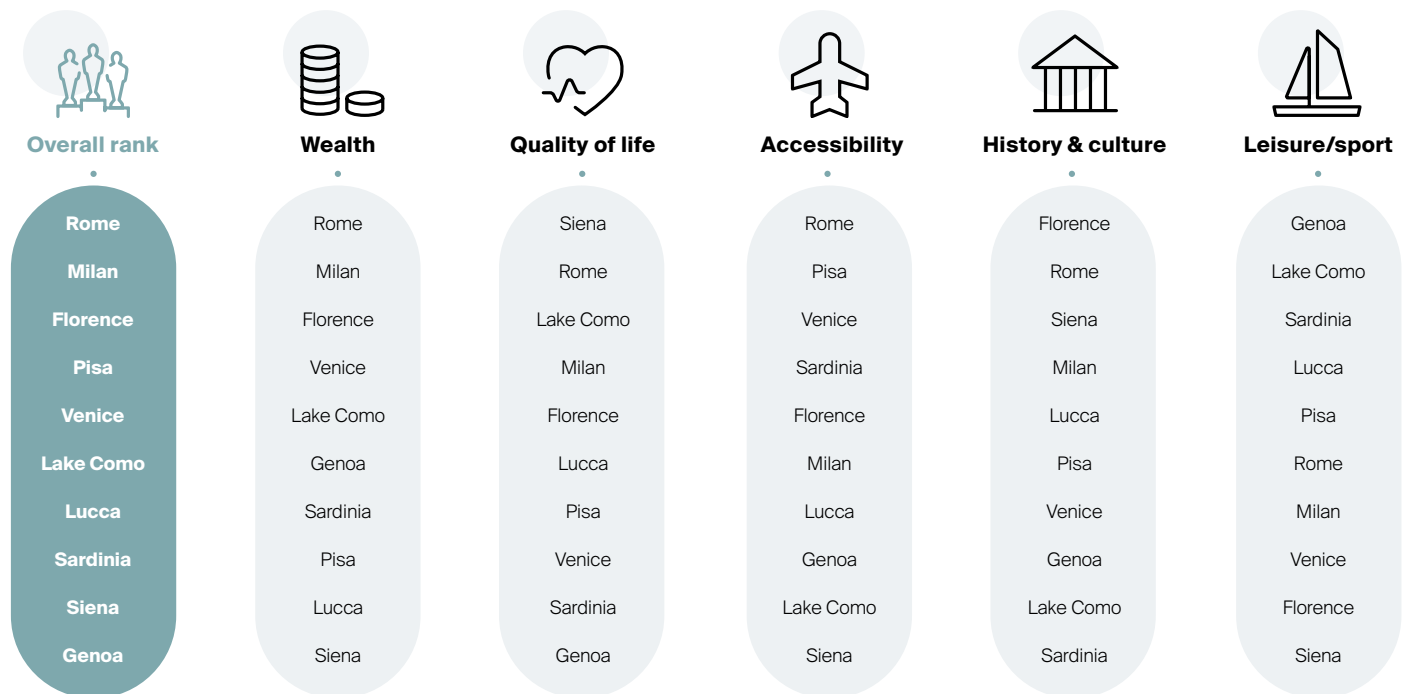 Overall rank
Wealth
Quality of life
Accessibility
History & culture
Leisure/sport
Rome
Rome
Siena
Rome
Florence
Genoa
Milan
Milan
Rome
Pisa
Rome
Lake Como
Florence
Florence
Lake Como
Venice
Siena
Sardinia
Pisa
Venice
Milan
Sardinia
Milan
Lucca
Venice
Lake Como
Florence
Florence
Lucca
Pisa
Lake Como
Genoa
Lucca
Milan
Pisa
Rome
Lucca
Sardinia
Pisa
Lucca
Venice
Milan
Sardinia
Pisa
Venice
Genoa
Genoa
Venice
Siena
Lucca
Sardinia
Lake Como
Lake Como
Florence
Genoa
Siena
Genoa
Siena
Sardinia
Siena